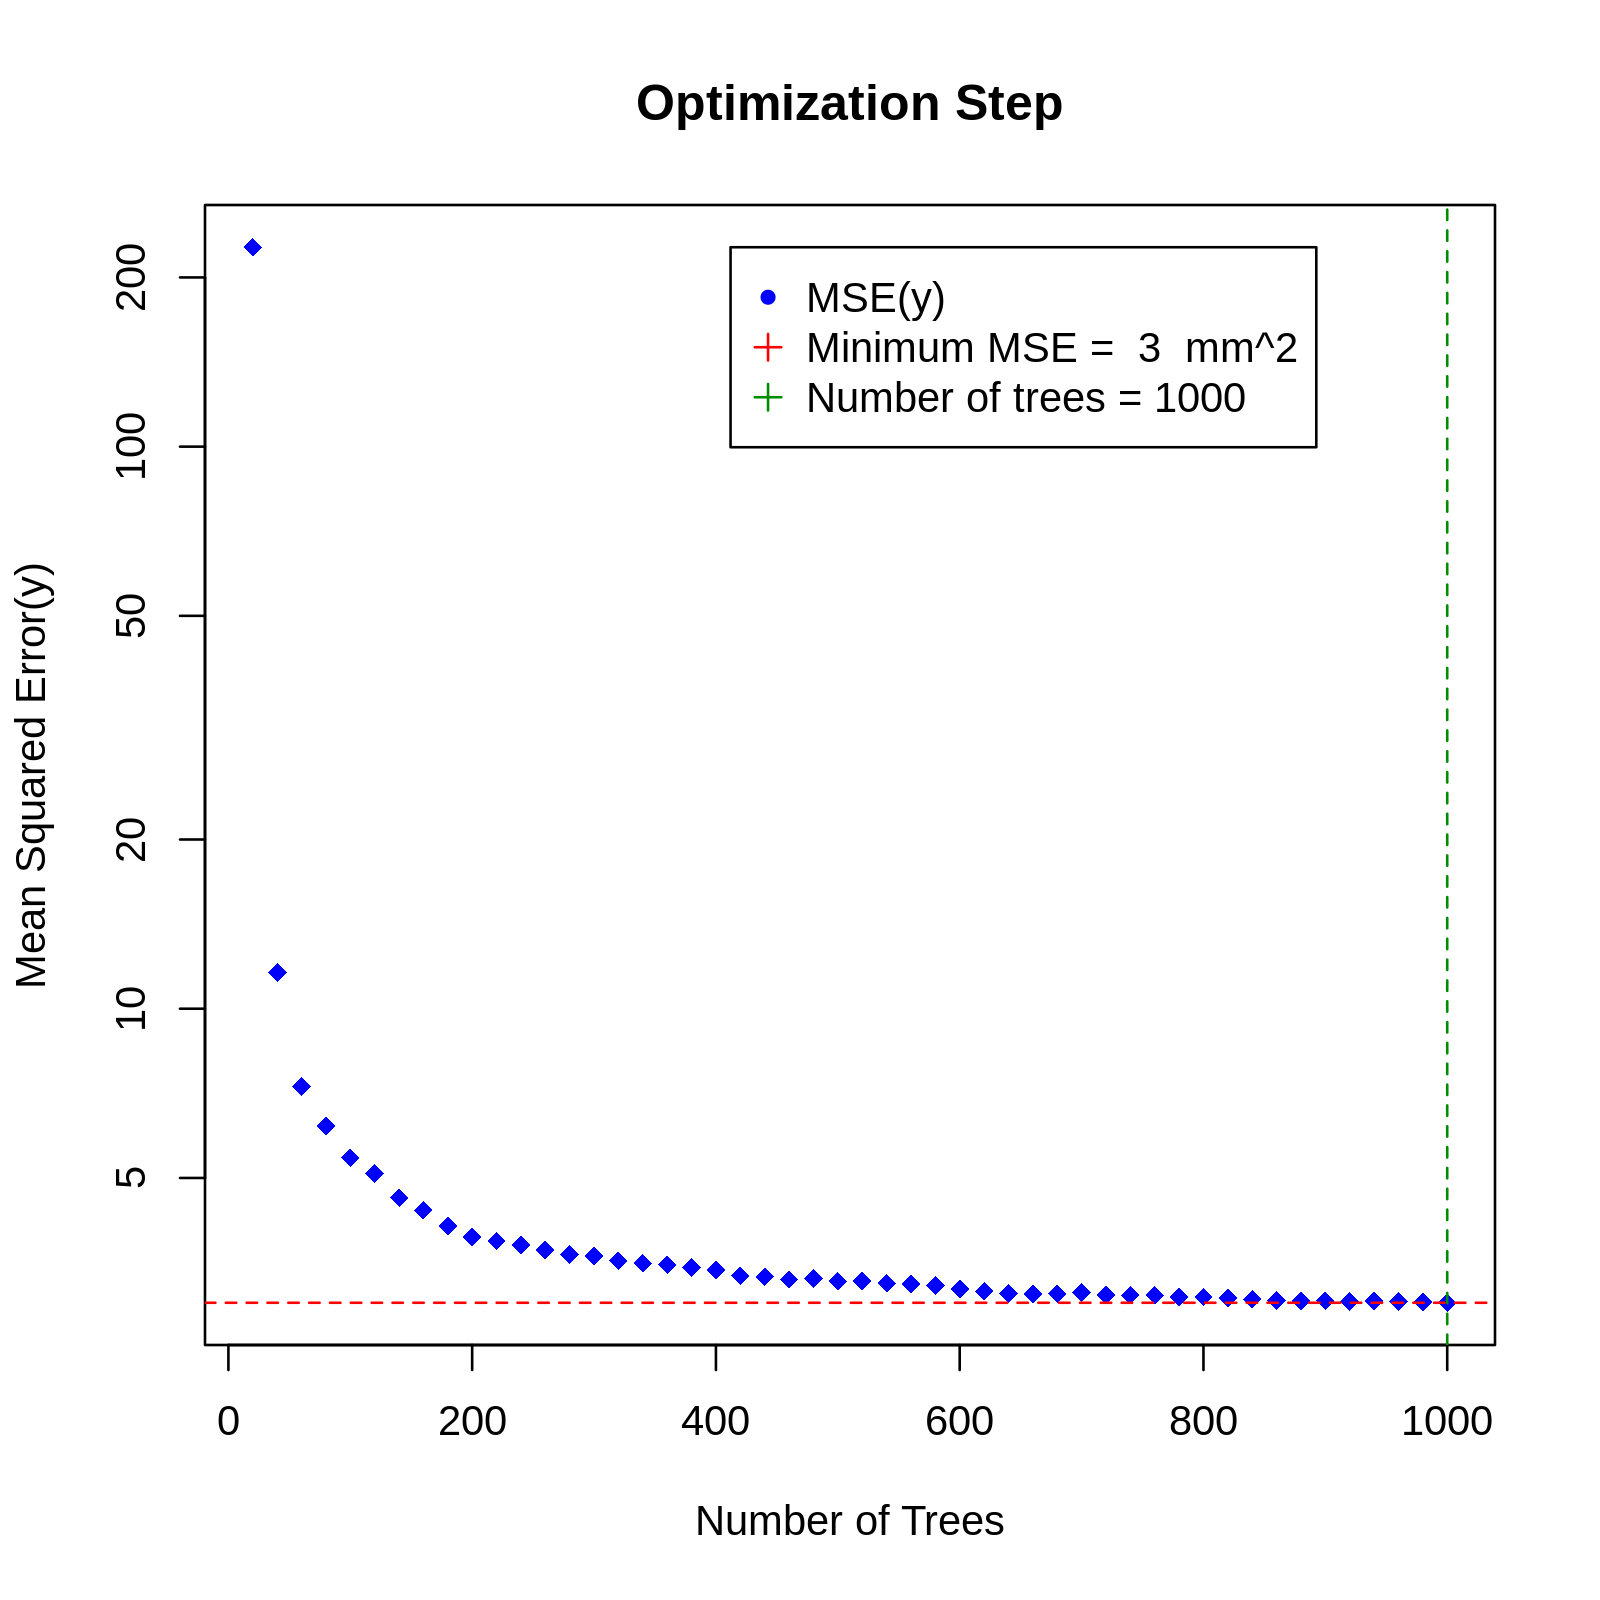 Optimization Step
MSE(y)
Minimum MSE =  3  mm^2
Number of trees = 1000
Mean Squared Error(y)
200
100
50
20
10
5
0
200
400
600
800
1000
Number of Trees